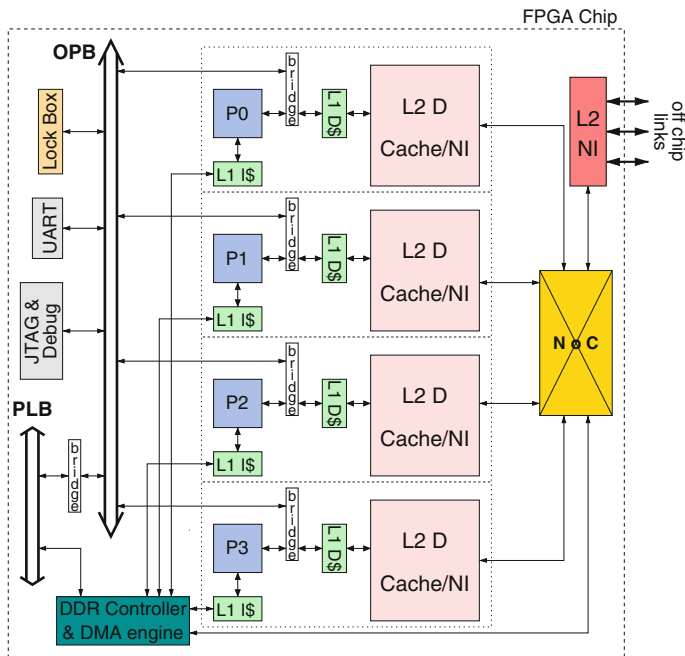 FPGA Chip
OPB
Lock Box
UART
JTAG &
Debug
PLB
bridge
bridge
P0
L1 I$
L1 D$
L2 D
Cache/NI
bridge
P1
L1 I$
L1 D$
L2 D
Cache/NI
bridge
P2
L1 I$
L1 D$
L2 D
Cache/NI
bridge
P3
L1 I$
L1 D$
L2 D
Cache/NI
L2
NI
off chip
links
N o C
DDR Controller
& DMA engine